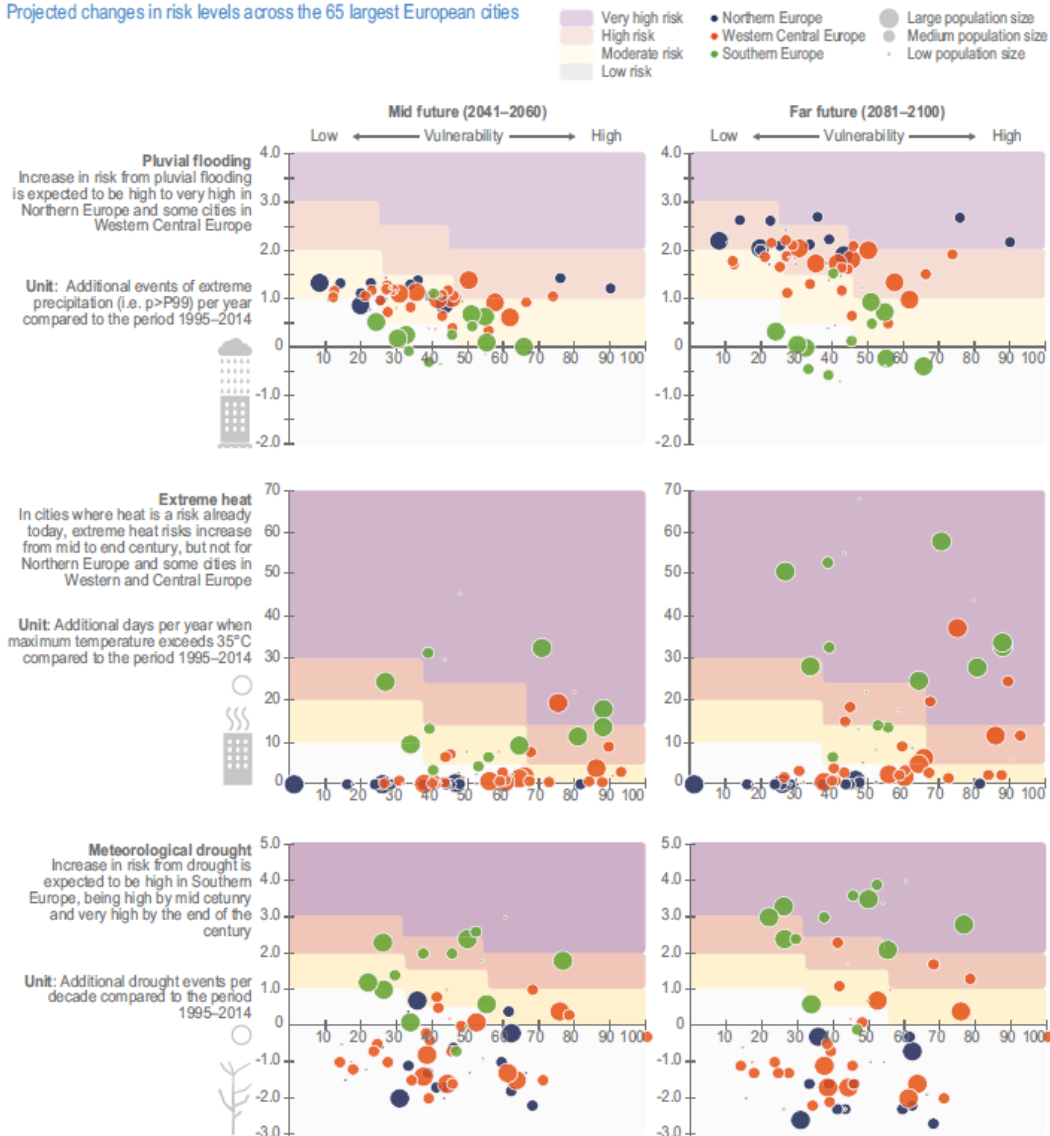 Projected changes in risk levels across the 65 largest European cities
Very high risk
High risk
Moderate risk
Low risk
Northern Europe
Western Central Europe
Southern Europe
Large population size
Medium population size
Low population size
Mid future (2041–2060)
Low Vulnerability High
Far future (2081–2100)
Low Vulnerability High
Pluvial flooding
Increase in risk from pluvial flooding
is expected to be high to very high in
Northern Europe and some cities in
Western Central Europe
Unit: Additional events of extreme
precipitation (i.e. p>P99) per year
compared to the period 1995–2014
4.0
3.0
2.0
1.0
0
-1.0
-2.0
10 20 30 40 50 60 70 80 90 100
4.0
3.0
2.0
1.0
0
-1.0
-2.0
10 20 30 40 50 60 70 80 90 100
Extreme heat
In cities where heat is a risk already
today, extreme heat risks increase
from mid to end century, but not for
Northern Europe and some cities in
Western and Central Europe
Unit: Additional days per year when
maximum temperature exceeds 35°C
compared to the period 1995–2014
70
60
50
40
30
20
10
0
10 20 30 40 50 60 70 80 90 100
70
60
50
40
30
20
10
0
10 20 30 40 50 60 70 80 90 100
Meteorological drought
Increase in risk from drought is
expected to be high in Southern
Europe, being high by mid cetunry
and very high by the end of the
century
Unit: Additional drought events per
decade compared to the period
1995–2014
5.0
4.0
3.0
2.0
1.0
0
-1.0
-2.0
-3.0
10 20 30 40 50 60 70 80 90 100
5.0
4.0
3.0
2.0
1.0
0
-1.0
-2.0
-3.0
10 20 30 40 50 60 70 80 90 100